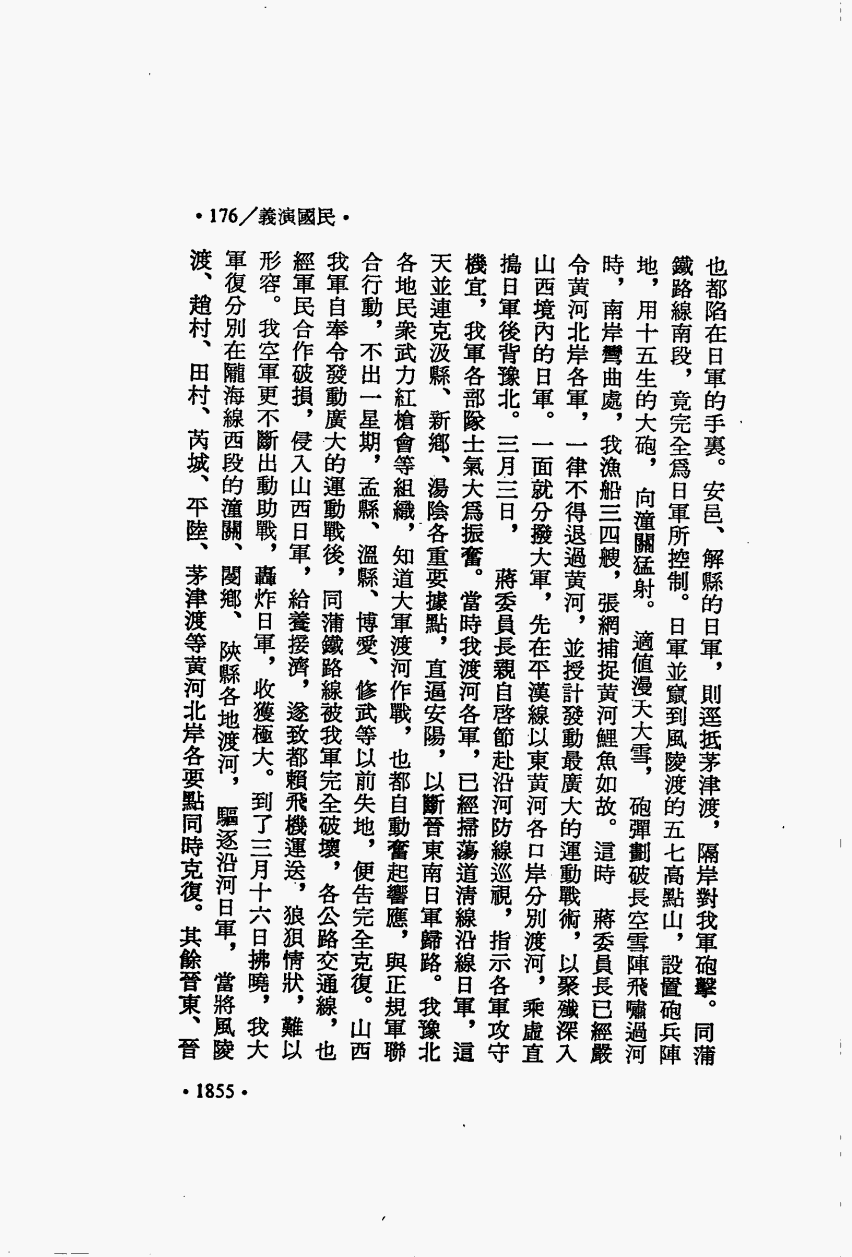 •176／義演國民•
也都陷在日軍的手裏。安邑、解縣的日軍，則逕抵茅津渡，隔岸對我軍砲擊。同蒲
鐵路線南段，竟完全爲日軍所控制。日軍並竄到風陵渡的五七高點山，設置砲兵陣
地，用十五生的大砲，向潼關猛射。適値漫天大雪，砲彈劃破長空雪陣飛嘯過河
時，南岸彎曲處，我漁船三四艘，張網捕捉黃河鯉魚如故。這時　蔣委員長已經嚴
令黃河北岸各軍，一律不得退過黃河，並授計發動最廣大的運動戰術，以聚殲深入
山西境內的日軍。一面就分撥大軍，先在平漢線以東黃河各口岸分別渡河，乘虛直
搗日軍後背豫北。三月三日，　蔣委員長親自啓節赴沿河防線巡視，指示各軍攻守
機宜，我軍各部隊士氣大爲振奮。當時我渡河各軍，已經掃蕩道清線沿線日軍，這
天並連克汲縣、新鄉、湯陰各重要據點，直逼安陽，以斷晉東南日軍歸路。我豫北
各地民衆武力紅槍會等組織，知道大軍渡河作戰，也都自動奮起響應，與正規軍聯
合行動，不出一星期，孟縣、溫縣、博愛、修武等以前失地，便告完全克復。山西
我軍自奉令發動廣大的運動戰後，同蒲鐵路線被我軍完全破壞，各公路交通線，也
經軍民合作破損，侵入山西日軍，給養接濟，遂致都賴飛機運送，狼狽情狀，難以
形容。我空軍更不斷出動助戰，轟炸日軍，收獲極大。到了三月十六日拂曉，我大
軍復分別在隴海線西段的潼關、閿鄉、陝縣各地渡河，驅逐沿河日軍，當將風陵
渡、趙村、田村、芮城、平陸、茅津渡等黃河北岸各要點同時克復。其餘晉東、晉
•1855•